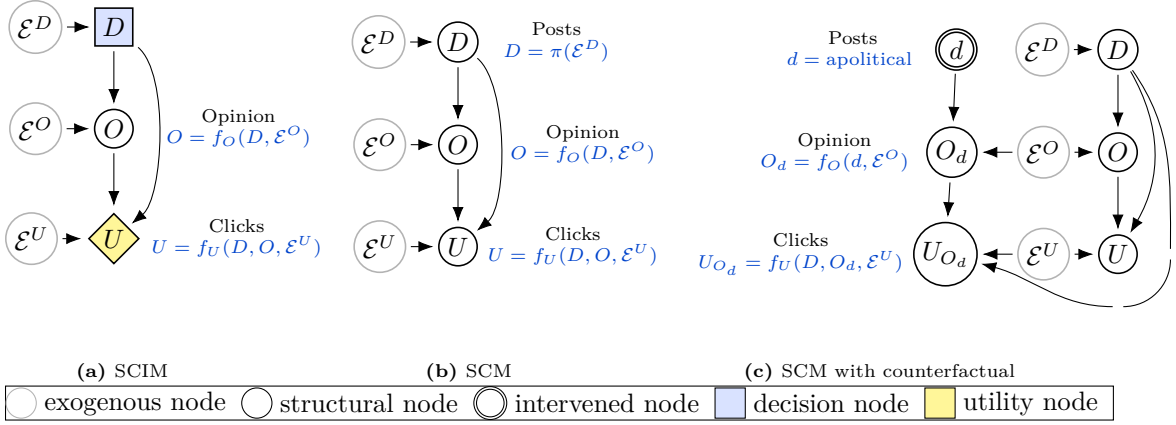 ℰ^D D
ℰ^O O
Opinion
O = f_O(D, ℰ^O)
ℰ^U U
Clicks
U = f_U(D, O, ℰ^U)
(a) SCIM
ℰ^D D
Posts
D = π(ℰ^D)
ℰ^O O
Opinion
O = f_O(D, ℰ^O)
ℰ^U U
Clicks
U = f_U(D, O, ℰ^U)
(b) SCM
Posts
d = apolitical
d ℰ^D D
Opinion
O_d = f_O(d, ℰ^O)
O_d ℰ^O O
Clicks
U_{O_d} = f_U(D, O_d, ℰ^U)
U_{O_d} ℰ^U U
(c) SCM with counterfactual
exogenous node structural node intervened node decision node utility node